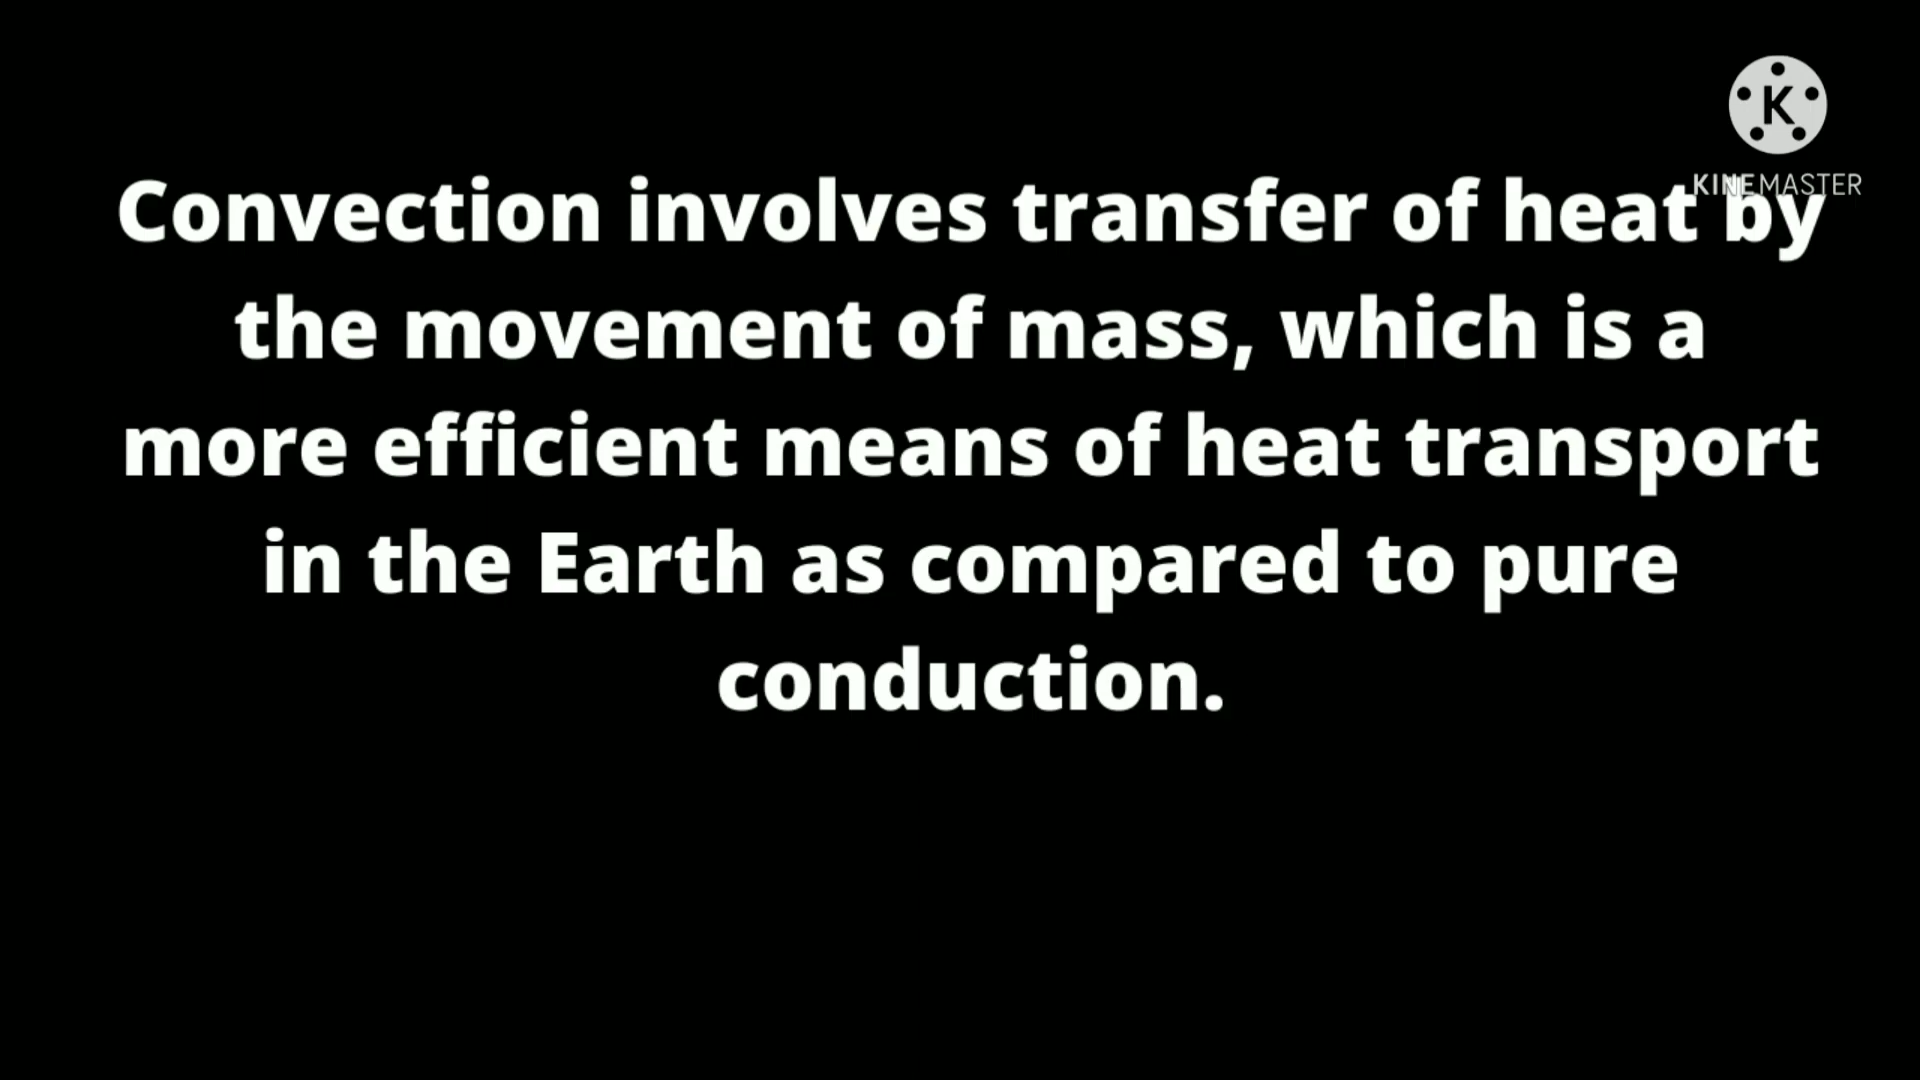 K
KINEMASTER
Convection involves transfer of heat by
the movement of mass, which is a
more efficient means of heat transport
in the Earth as compared to pure
conduction.